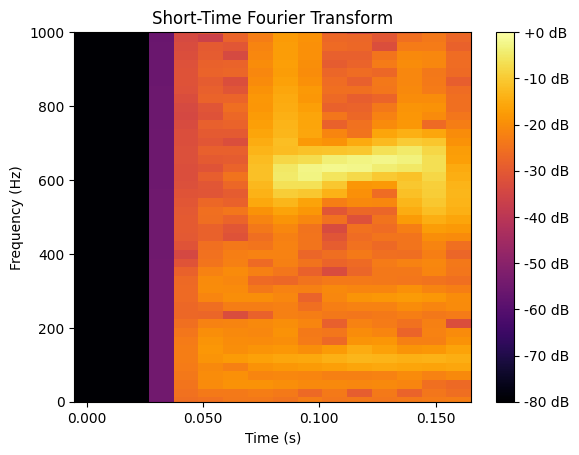 Short-Time Fourier Transform
1000
800
600
400
200
0
Frequency (Hz)
0.000
0.050
0.100
0.150
Time (s)
+0 dB
-10 dB
-20 dB
-30 dB
-40 dB
-50 dB
-60 dB
-70 dB
-80 dB